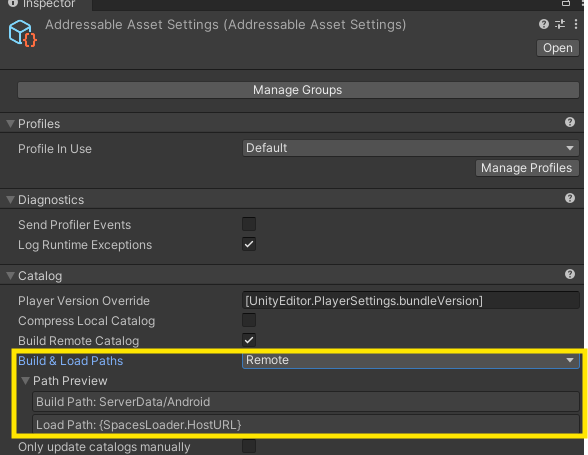 Inspector
Addressable Asset Settings (Addressable Asset Settings)
Open
Manage Groups
Profiles
Profile In Use Default
Manage Profiles
Diagnostics
Send Profiler Events
Log Runtime Exceptions
Catalog
Player Version Override [UnityEditor.PlayerSettings.bundleVersion]
Compress Local Catalog
Build Remote Catalog
Build & Load Paths Remote
Path Preview
Build Path: ServerData/Android
Load Path: {SpacesLoader.HostURL}
Only update catalogs manually